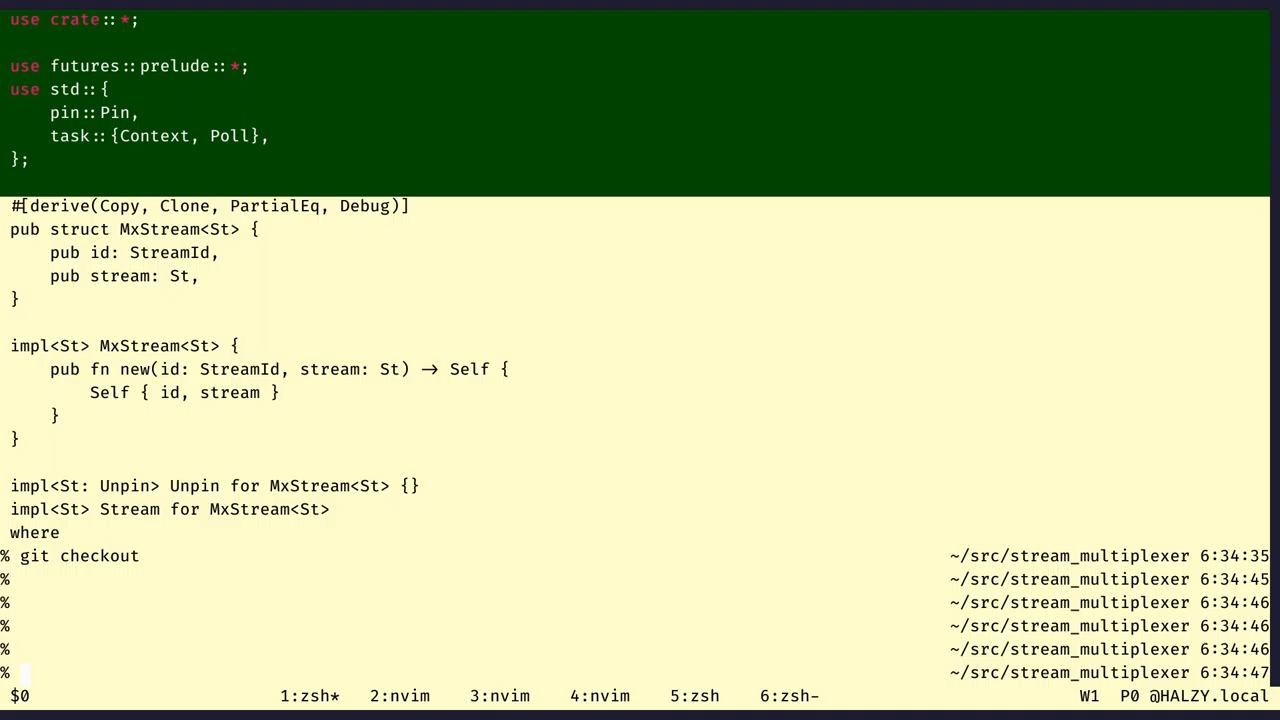 use crate::*;

use futures::prelude::*;
use std::{
    pin::Pin,
    task::{Context, Poll},
};

#[derive(Copy, Clone, PartialEq, Debug)]
pub struct MxStream<St> {
    pub id: StreamId,
    pub stream: St,
}

impl<St> MxStream<St> {
    pub fn new(id: StreamId, stream: St) -> Self {
        Self { id, stream }
    }
}

impl<St: Unpin> Unpin for MxStream<St> {}
impl<St> Stream for MxStream<St>
where
% git checkout ~/src/stream_multiplexer 6:34:35
% ~/src/stream_multiplexer 6:34:45
% ~/src/stream_multiplexer 6:34:46
% ~/src/stream_multiplexer 6:34:46
% ~/src/stream_multiplexer 6:34:46
% ~/src/stream_multiplexer 6:34:47
$0 1:zsh* 2:nvim 3:nvim 4:nvim 5:zsh 6:zsh- W1 P0 @HALZY.local